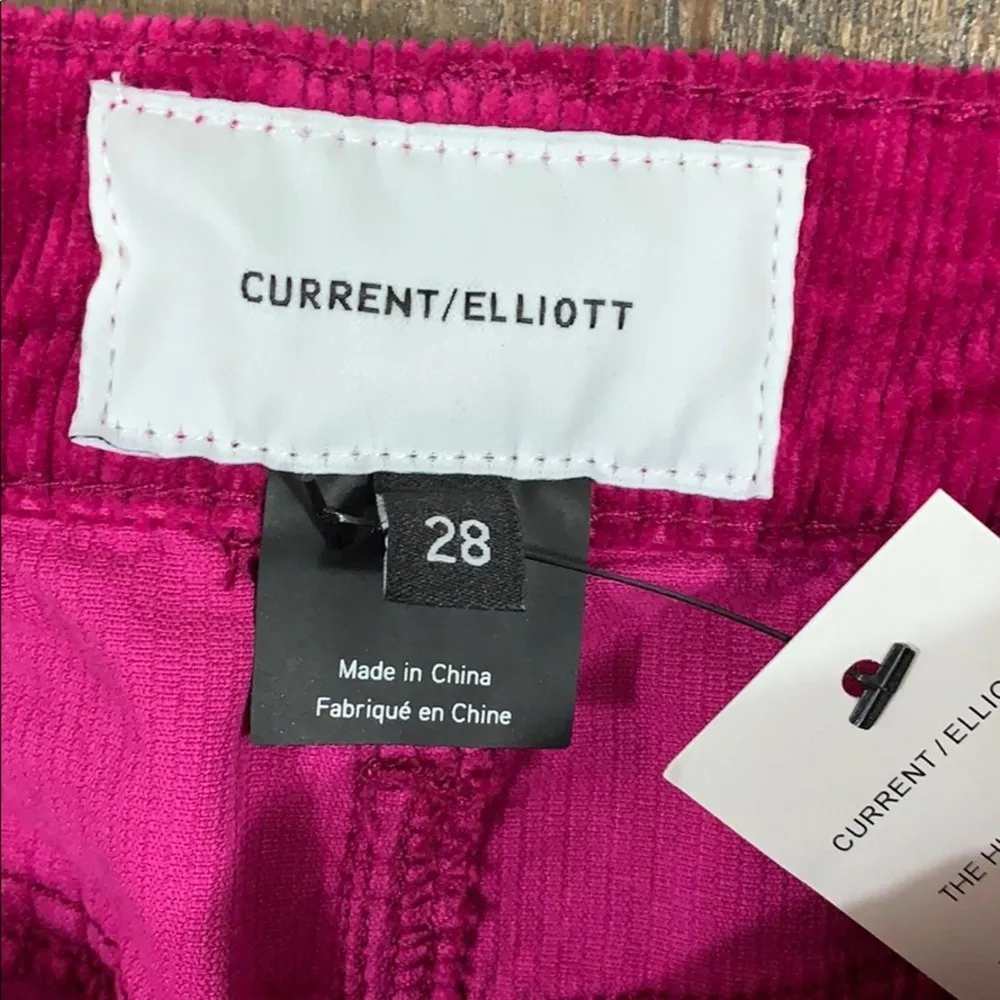 CURRENT/ELLIOTT
28
Made in China
Fabriqué en Chine
CURRENT / ELLIO
THE